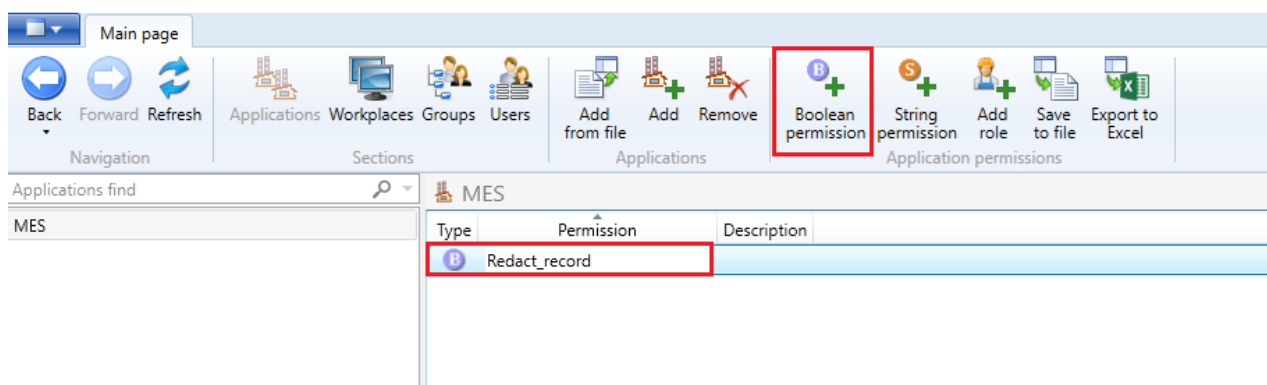 Main page
Back Forward Refresh Applications Workplaces Groups Users Add from file Add Remove Boolean permission String permission Add role Save to file Export to Excel
Navigation Sections Applications Application permissions
Applications find MES
MES Type Permission Description
B Redact_record